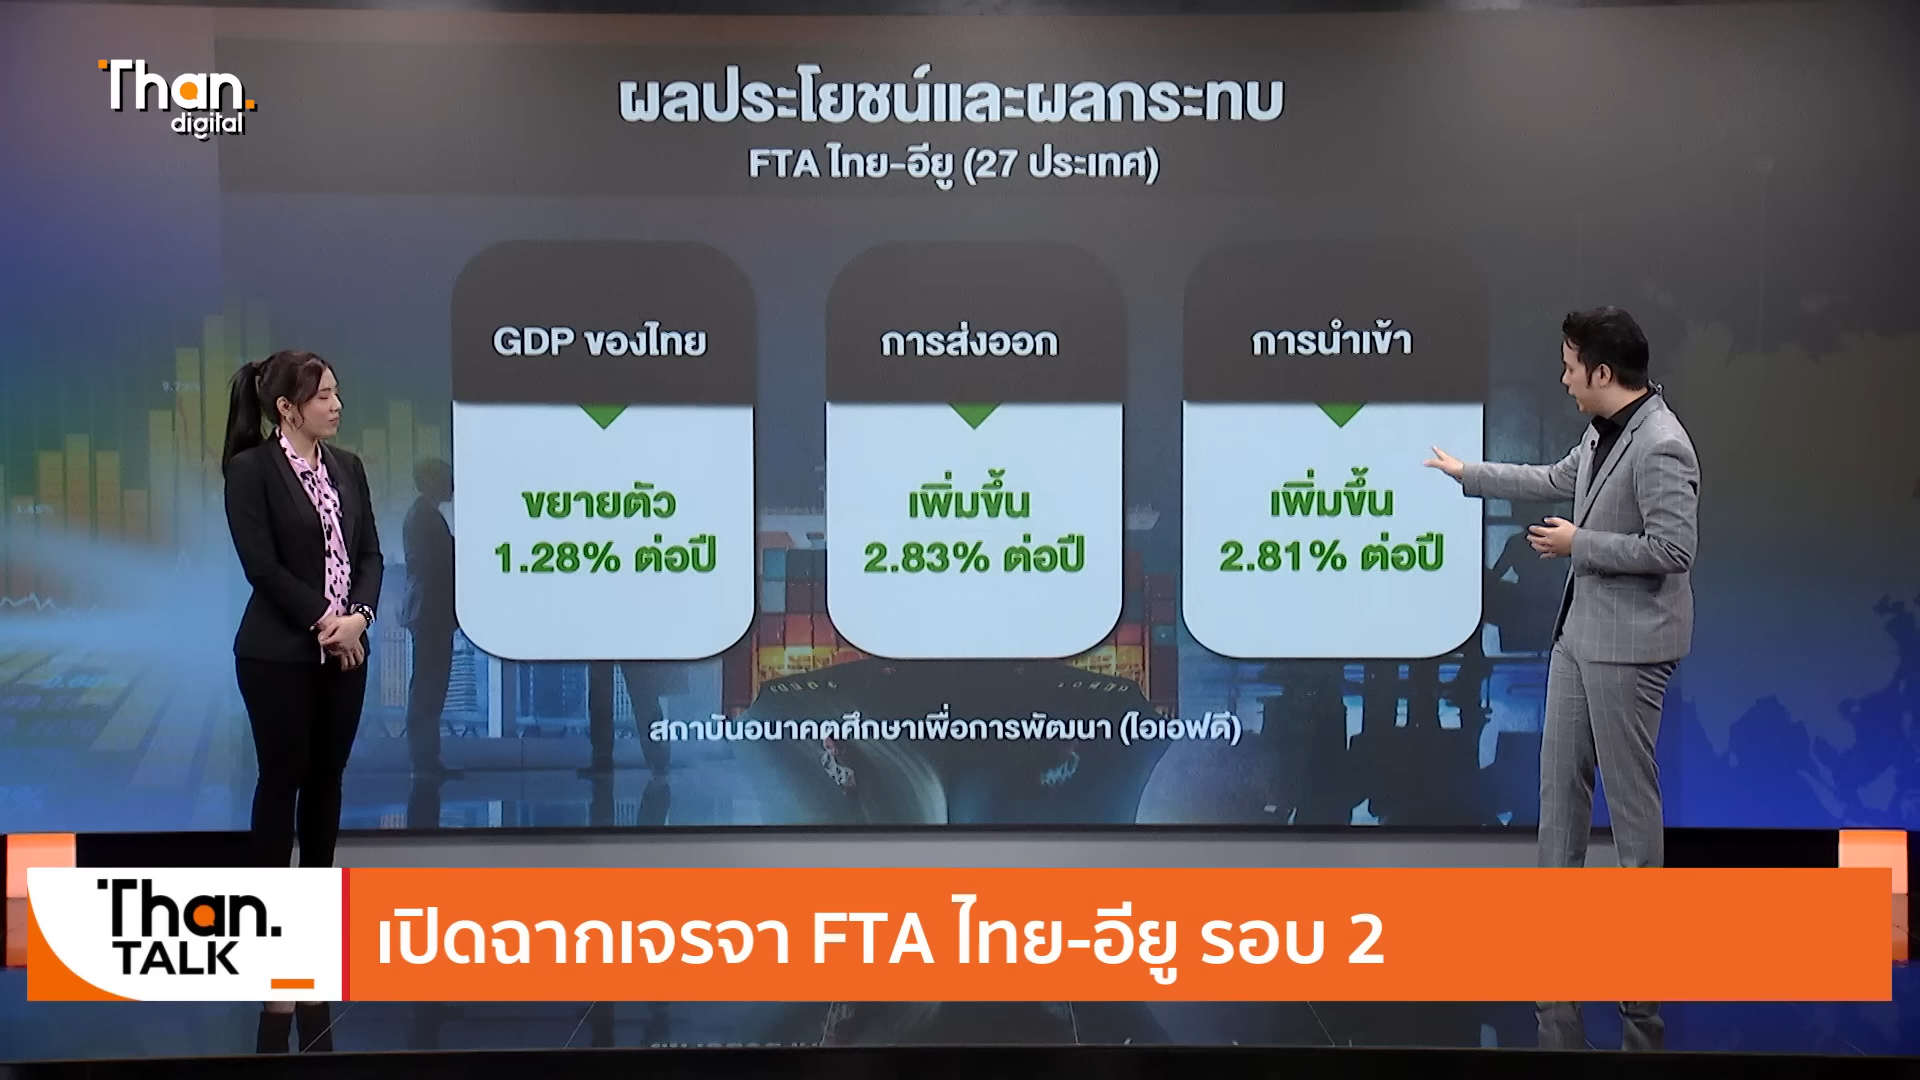 Than.
digital
ผลประโยชน์และผลกระทบ
FTA ไทย-อียู (27 ประเทศ)
GDP ของไทย
การส่งออก
การนำเข้า
ขยายตัว
1.28% ต่อปี
เพิ่มขึ้น
2.83% ต่อปี
เพิ่มขึ้น
2.81% ต่อปี
สถาบันอนาคตศึกษาเพื่อการพัฒนา (ไอเอฟดี)
Than.
TALK
เปิดฉากเจรจา FTA ไทย-อียู รอบ 2